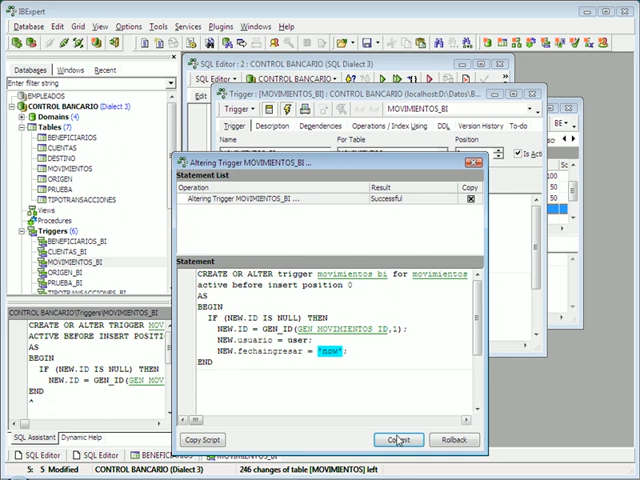 IBExpert
Database Edit Grid View Options Tools Services Plugins Windows Help
SQL Editor : 2 : CONTROL BANCARIO (SQL Dialect 3)
SQL Editor CONTROL BANCARIO
Edit
Databases Windows Recent
Enter filter string
EMPLEADOS
CONTROL BANCARIO (Dialect 3)
Domains (4)
Tables (7)
BENEFICIARIOS
CUENTAS
DESTINO
MOVIMIENTOS
ORIGEN
PRUEBA
TIPOTRANSACCIONES
Views
Procedures
Triggers (6)
BENEFICIARIOS_BI
CUENTAS_BI
MOVIMIENTOS_BI
ORIGEN_BI
PRUEBA_BI
TIPOTRANSACCIONES_BI
Trigger : [MOVIMIENTOS_BI] : CONTROL BANCARIO (localhost:D:\Datos\B...
Trigger MOVIMIENTOS_BI
Trigger Description Dependencies Operations / Index Using DDL Version History To-do
Name For Table Position
Is Acti
BE
Sc
100
50
50
50
Altering Trigger MOVIMIENTOS_BI ...
Statement List
Operation Result Copy
Altering Trigger MOVIMIENTOS_BI ... Successful
Statement
CREATE OR ALTER trigger movimientos_bi for movimientos
active before insert position 0
AS
BEGIN
IF (NEW.ID IS NULL) THEN
NEW.ID = GEN_ID(GEN_MOVIMIENTOS_ID,1);
NEW.usuario = user;
NEW.fechaingresar = 'now';
END
Copy Script Commit Rollback
CONTROL BANCARIO\Triggers\MOVIMIENTOS_BI
CREATE OR ALTER TRIGGER MOV
ACTIVE BEFORE INSERT POSITI
AS
BEGIN
IF (NEW.ID IS NULL) THEN
NEW.ID = GEN_ID(GEN_MOV
END
^
SQL Assistant Dynamic Help
SQL Editor SQL Editor
5: 5 Modified CONTROL BANCARIO (Dialect 3) 246 changes of table [MOVIMIENTOS] left